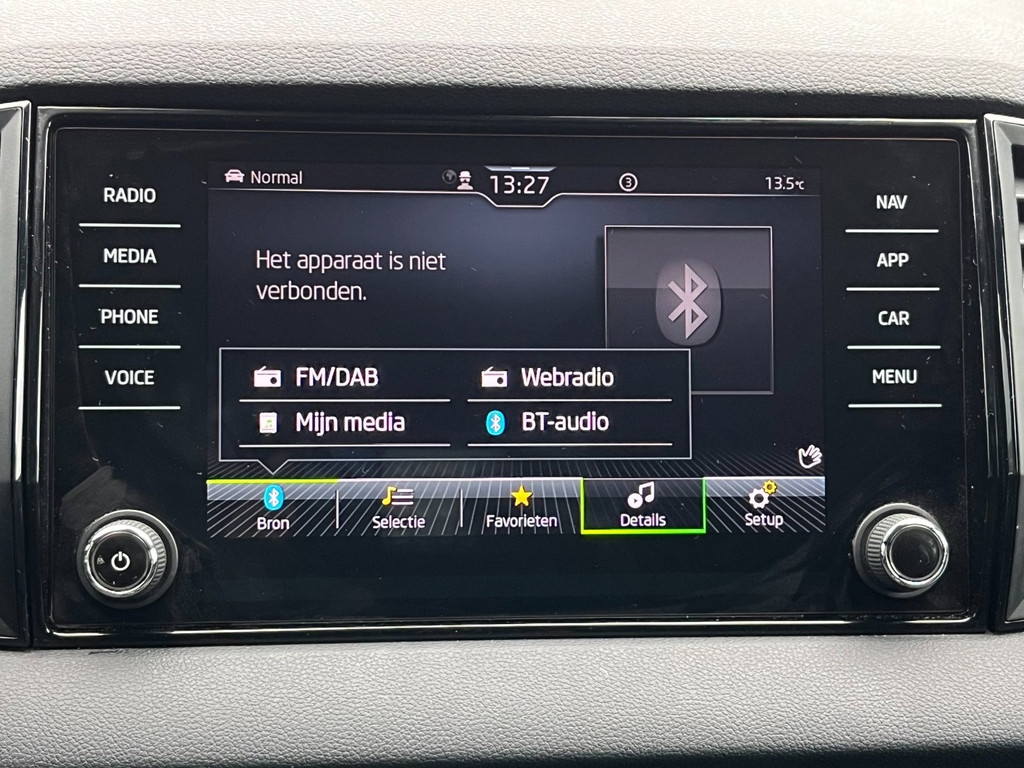 Normal
13:27
3
13.5°C
RADIO
MEDIA
PHONE
VOICE
NAV
APP
CAR
MENU
Het apparaat is niet
verbonden.
FM/DAB
Webradio
Mijn media
BT-audio
Bron
Selectie
Favorieten
Details
Setup